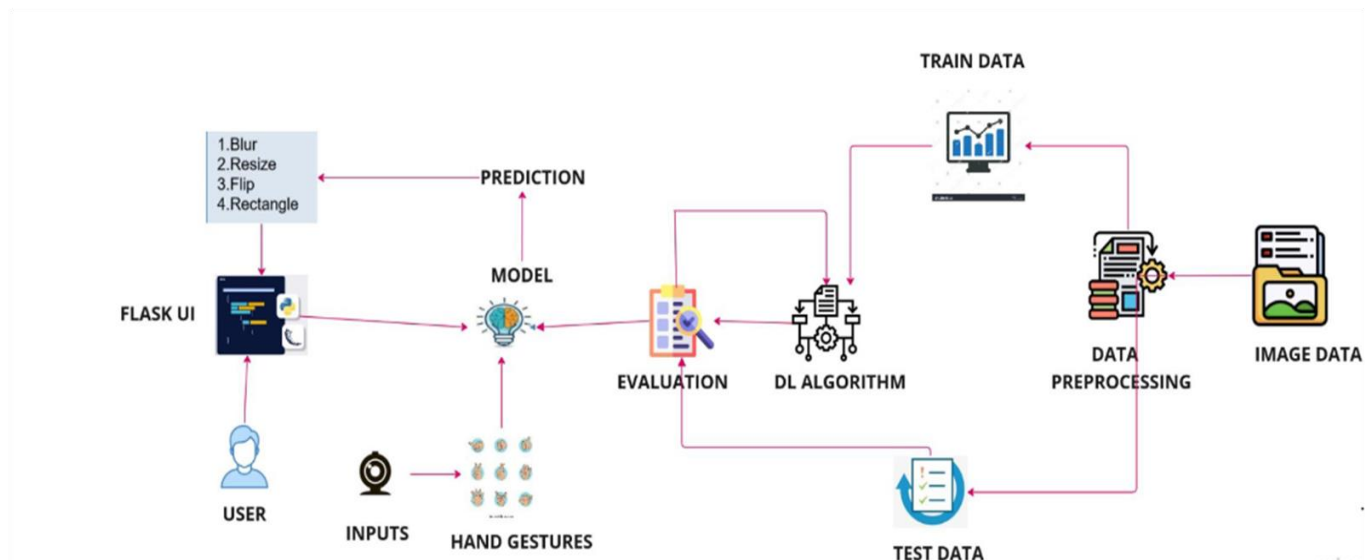 TRAIN DATA
1.Blur
2.Resize
3.Flip
4.Rectangle
PREDICTION
MODEL
FLASK UI
EVALUATION
DL ALGORITHM
DATA
PREPROCESSING
IMAGE DATA
USER
INPUTS
HAND GESTURES
TEST DATA